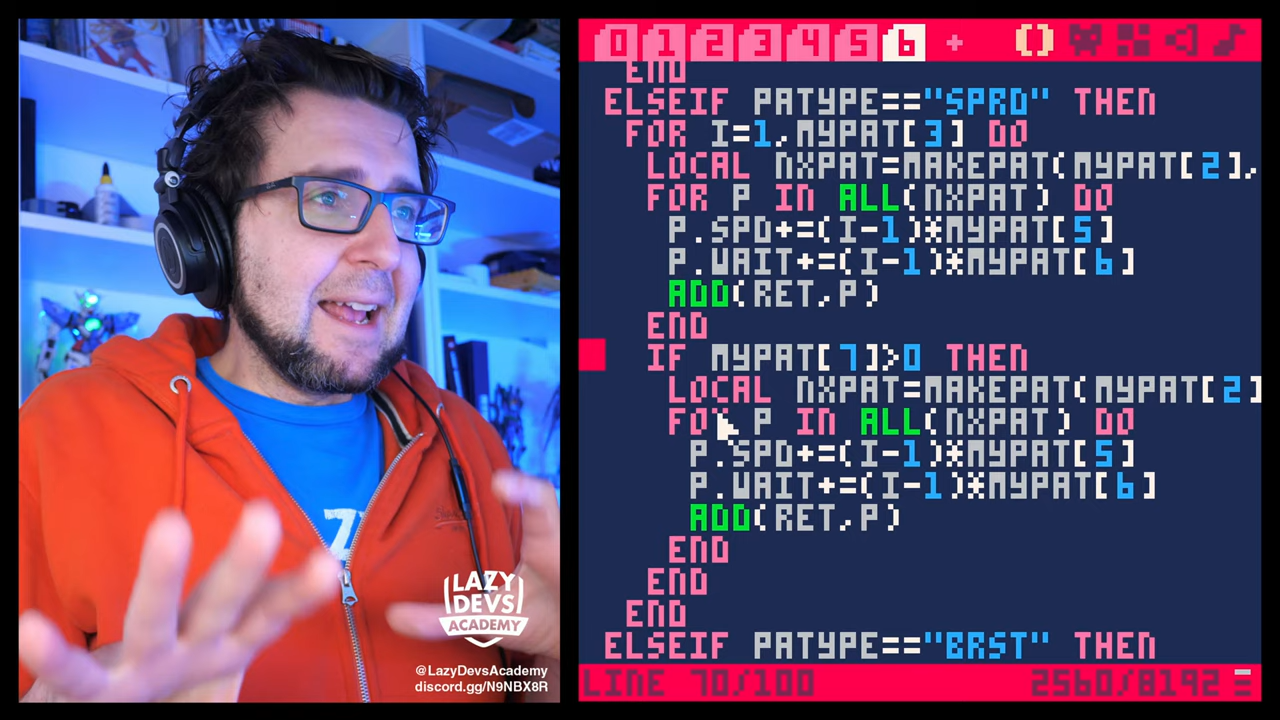 0 1 2 3 4 5 6 + ()
END
ELSEIF PATYPE=="SPRD" THEN
FOR I=1,MYPAT[3] DO
LOCAL NXPAT=MAKEPAT(MYPAT[2],
FOR P IN ALL(NXPAT) DO
P.SPD+=(I-1)*MYPAT[5]
P.WAIT+=(I-1)*MYPAT[6]
ADD(RET,P)
END
IF MYPAT[7]>0 THEN
LOCAL NXPAT=MAKEPAT(MYPAT[2]
FOR P IN ALL(NXPAT) DO
P.SPD+=(I-1)*MYPAT[5]
P.WAIT+=(I-1)*MYPAT[6]
ADD(RET,P)
END
END
END
ELSEIF PATYPE=="BRST" THEN
LINE 70/100 2560/8192
LAZY
DEVS
ACADEMY
@LazyDevsAcademy
discord.gg/N9NBX8R